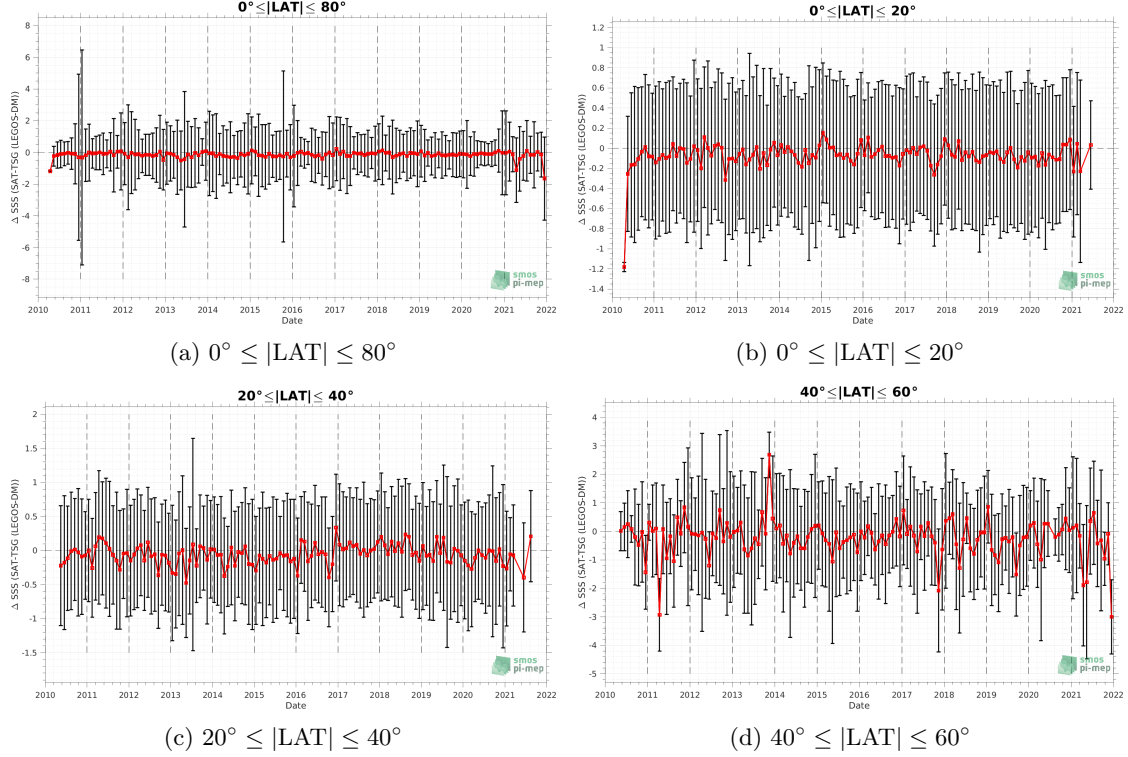 0°≤|LAT|≤ 80°
8
6
4
2
0
-2
-4
-6
-8
Δ SSS (SAT-TSG (LEGOS-DM))
2010 2011 2012 2013 2014 2015 2016 2017 2018 2019 2020 2021 2022
Date
smos
pi-mep
(a) 0° ≤ |LAT| ≤ 80°
0°≤|LAT|≤ 20°
1.2
1
0.8
0.6
0.4
0.2
0
-0.2
-0.4
-0.6
-0.8
-1
-1.2
-1.4
Δ SSS (SAT-TSG (LEGOS-DM))
2010 2011 2012 2013 2014 2015 2016 2017 2018 2019 2020 2021 2022
Date
smos
pi-mep
(b) 0° ≤ |LAT| ≤ 20°
20°≤|LAT|≤ 40°
2
1.5
1
0.5
0
-0.5
-1
-1.5
Δ SSS (SAT-TSG (LEGOS-DM))
2010 2011 2012 2013 2014 2015 2016 2017 2018 2019 2020 2021 2022
Date
smos
pi-mep
(c) 20° ≤ |LAT| ≤ 40°
40°≤|LAT|≤ 60°
4
3
2
1
0
-1
-2
-3
-4
-5
Δ SSS (SAT-TSG (LEGOS-DM))
2010 2011 2012 2013 2014 2015 2016 2017 2018 2019 2020 2021 2022
Date
smos
pi-mep
(d) 40° ≤ |LAT| ≤ 60°